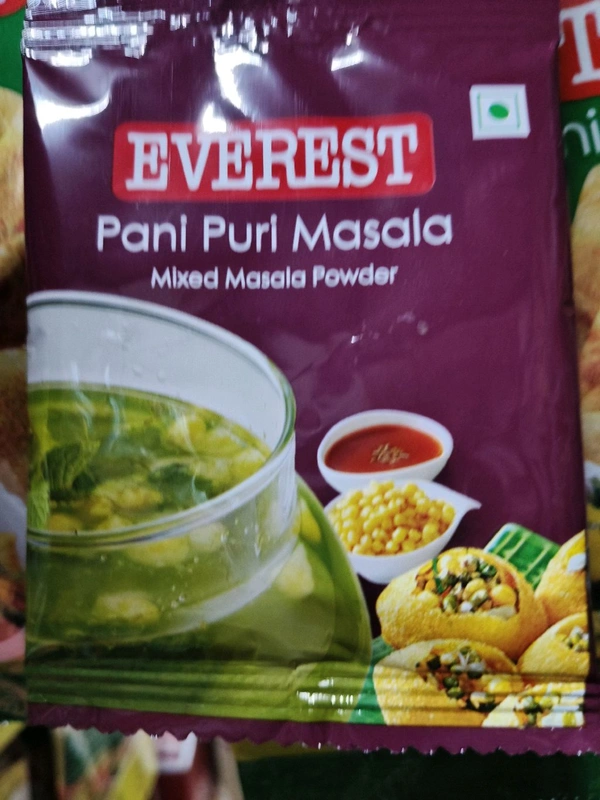 EVEREST
Pani Puri Masala
Mixed Masala Powder